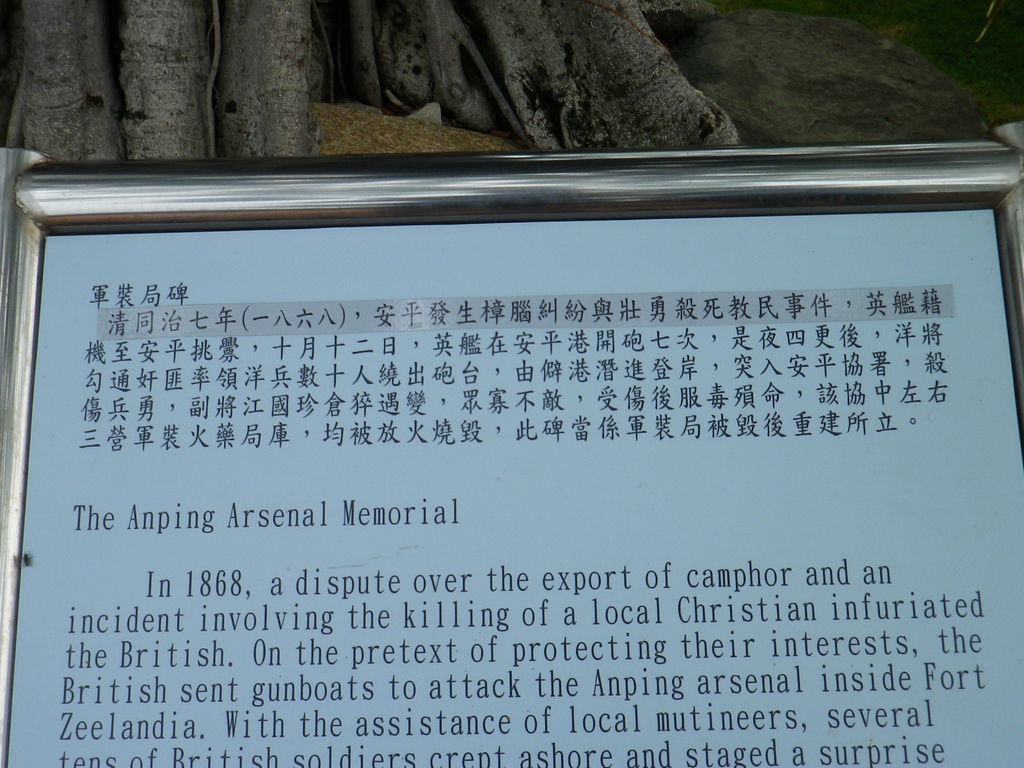 軍裝局碑
清同治七年(一八六八)，安平發生樟腦糾紛與壯勇殺死教民事件，英艦藉
機至安平挑釁，十月十二日，英艦在安平港開砲七次，是夜四更後，洋將
勾通奸匪率領洋兵數十人繞出砲台，由僻港潛進登岸，突入安平協署，殺
傷兵勇，副將江國珍倉猝遇變，眾寡不敵，受傷後服毒殞命，該協中左右
三營軍裝火藥局庫，均被放火燒毀，此碑當係軍裝局被毀後重建所立。
The Anping Arsenal Memorial
In 1868, a dispute over the export of camphor and an
incident involving the killing of a local Christian infuriated
the British. On the pretext of protecting their interests, the
British sent gunboats to attack the Anping arsenal inside Fort
Zeelandia. With the assistance of local mutineers, several
tens of British soldiers crept ashore and staged a surprise